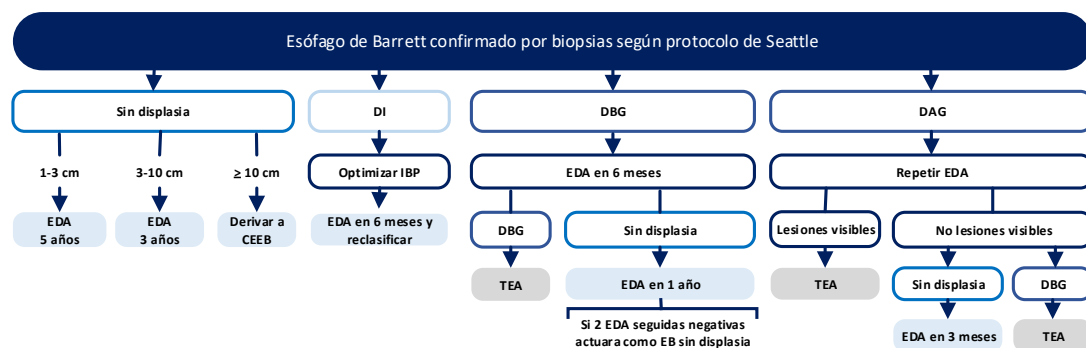 Esófago de Barrett confirmado por biopsias según protocolo de Seattle
Sin displasia
DI
DBG
DAG
1-3 cm
3-10 cm
≥ 10 cm
Optimizar IBP
EDA en 6 meses
Repetir EDA
EDA
5 años
EDA
3 años
Derivar a
CEEB
EDA en 6 meses y
reclasificar
DBG
Sin displasia
Lesiones visibles
No lesiones visibles
TEA
EDA en 1 año
TEA
Sin displasia
DBG
Si 2 EDA seguidas negativas
actuara como EB sin displasia
EDA en 3 meses
TEA